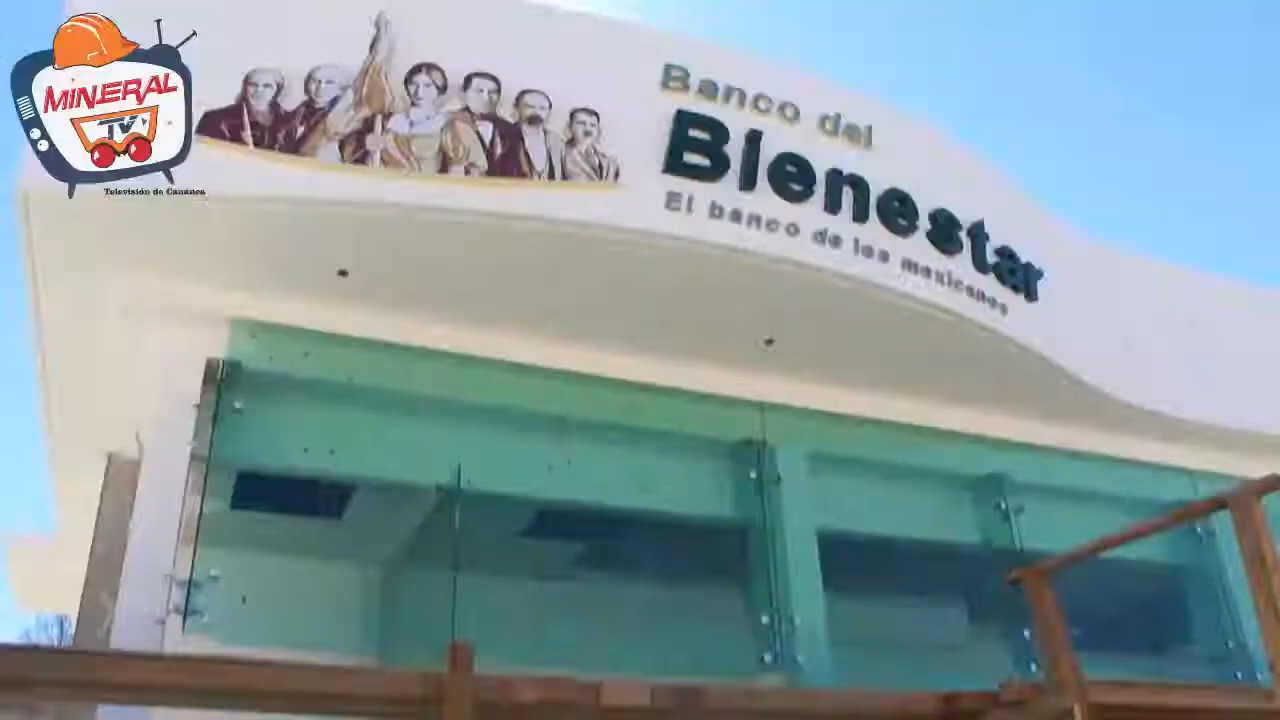 MINERAL
TV
Televisión de Cananea
Banco del
Bienestar
El banco de los mexicanos